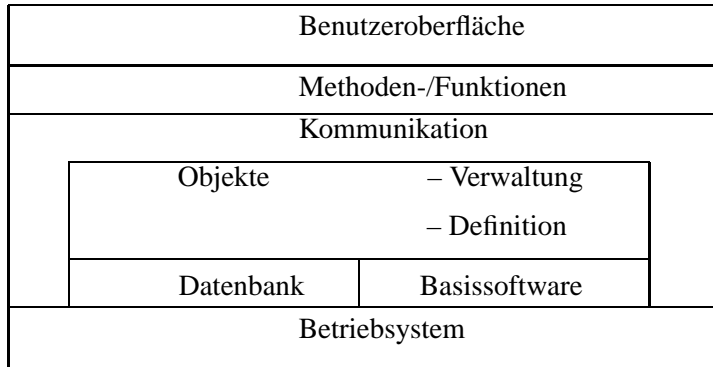 Benutzeroberfläche
Methoden-/Funktionen
Kommunikation
Objekte – Verwaltung
– Definition
Datenbank Basissoftware
Betriebsystem